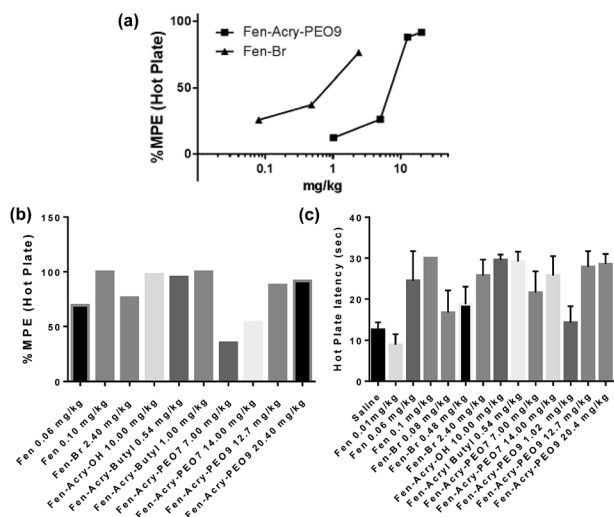 (a)
Fen-Acry-PEO9
Fen-Br
%MPE (Hot Plate)
100
50
0
0.1
1
10
mg/kg
(b)
%MPE (Hot Plate)
150
100
50
0
Fen 0.06 mg/kg
Fen 0.10 mg/kg
Fen-Br 2.40 mg/kg
Fen-Acry-OH 10.00 mg/kg
Fen-Acry-Butyl 0.54 mg/kg
Fen-Acry-Butyl 1.00 mg/kg
Fen-Acry-PEO7 7.00 mg/kg
Fen-Acry-PEO7 14.00 mg/kg
Fen-Acry-PEO9 12.7 mg/kg
Fen-Acry-PEO9 20.40 mg/kg
(c)
Hot Plate latency (sec)
40
30
20
10
0
Saline
Fen 0.01mg/kg
Fen 0.06 mg/kg
Fen 0.1 mg/kg
Fen-Br 0.08 mg/kg
Fen-Br 0.48 mg/kg
Fen-Br 2.40 mg/kg
Fen-Acry-OH 10.00 mg/kg
Fen-Acryl Butyl 0.54 mg/kg
Fen-Acry-PEO7 7.00 mg/kg
Fen-Acry-PEO7 14.00 mg/kg
Fen-Acry-PEO9 1.02 mg/kg
Fen-Acry-PEO9 12.7 mg/kg
Fen-Acry-PEO9 20.4 mg/kg